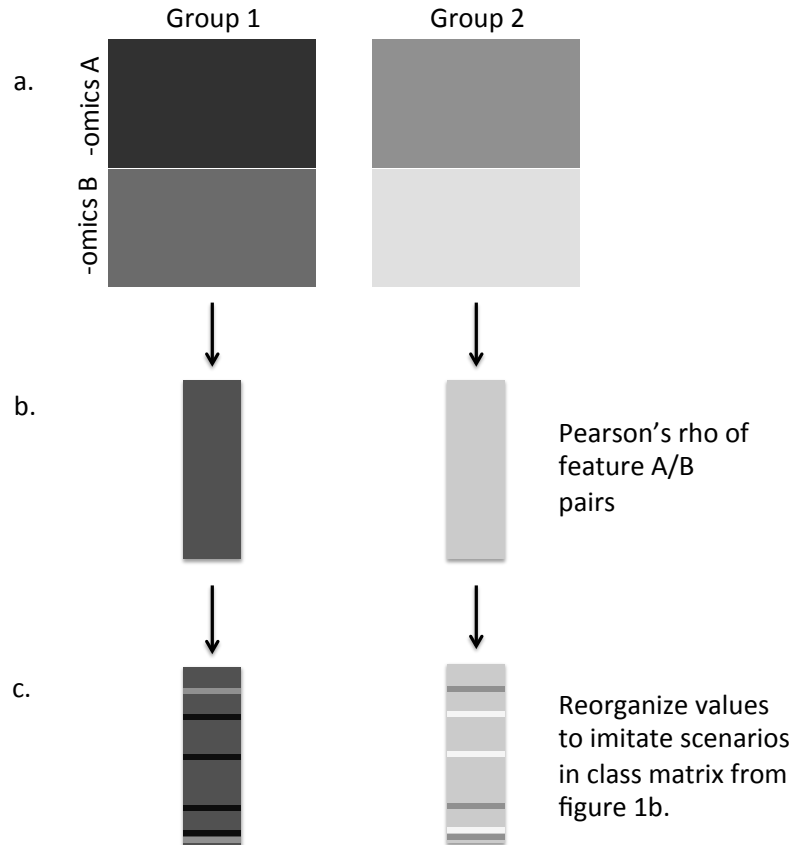 Group 1
Group 2
a.
-omics A
-omics B
b.
Pearson's rho of
feature A/B
pairs
c.
Reorganize values
to imitate scenarios
in class matrix from
figure 1b.